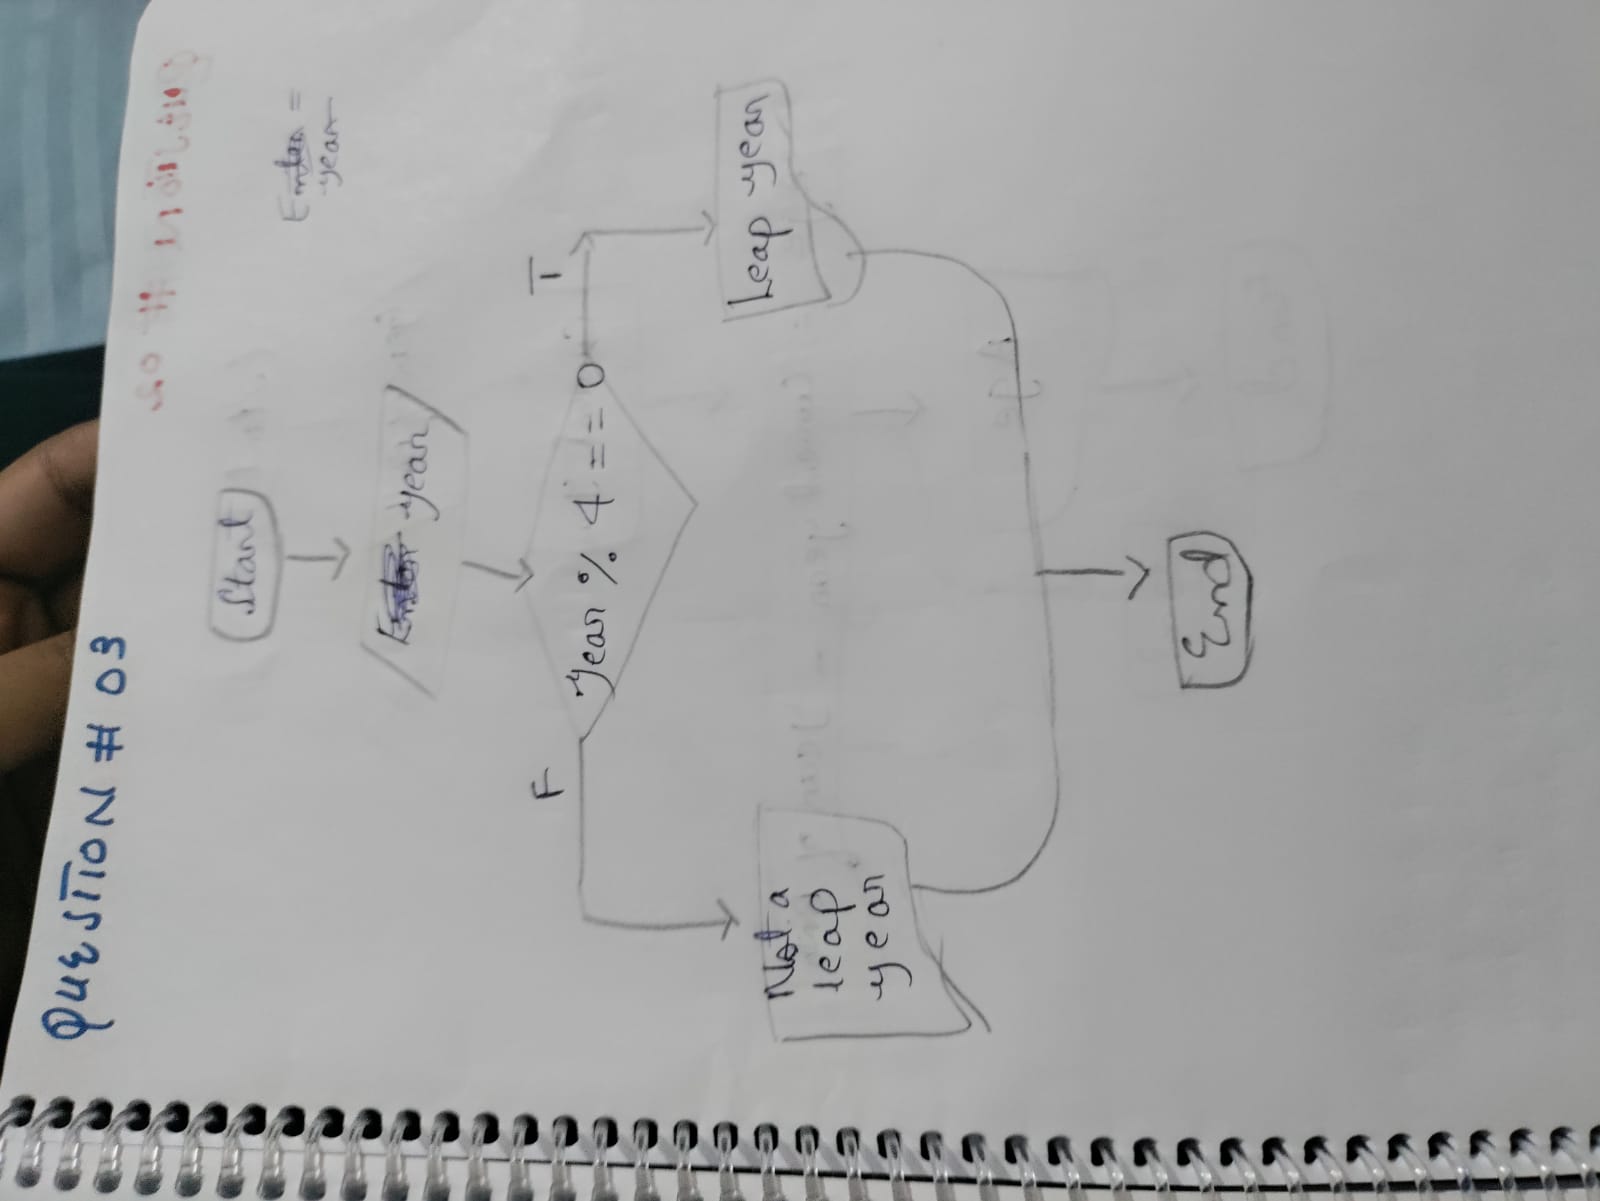 QUESTION # 03
Enter =
year
Start
Enter year
year % 4 == 0
F
T
Not a
leap
year
Leap year
End